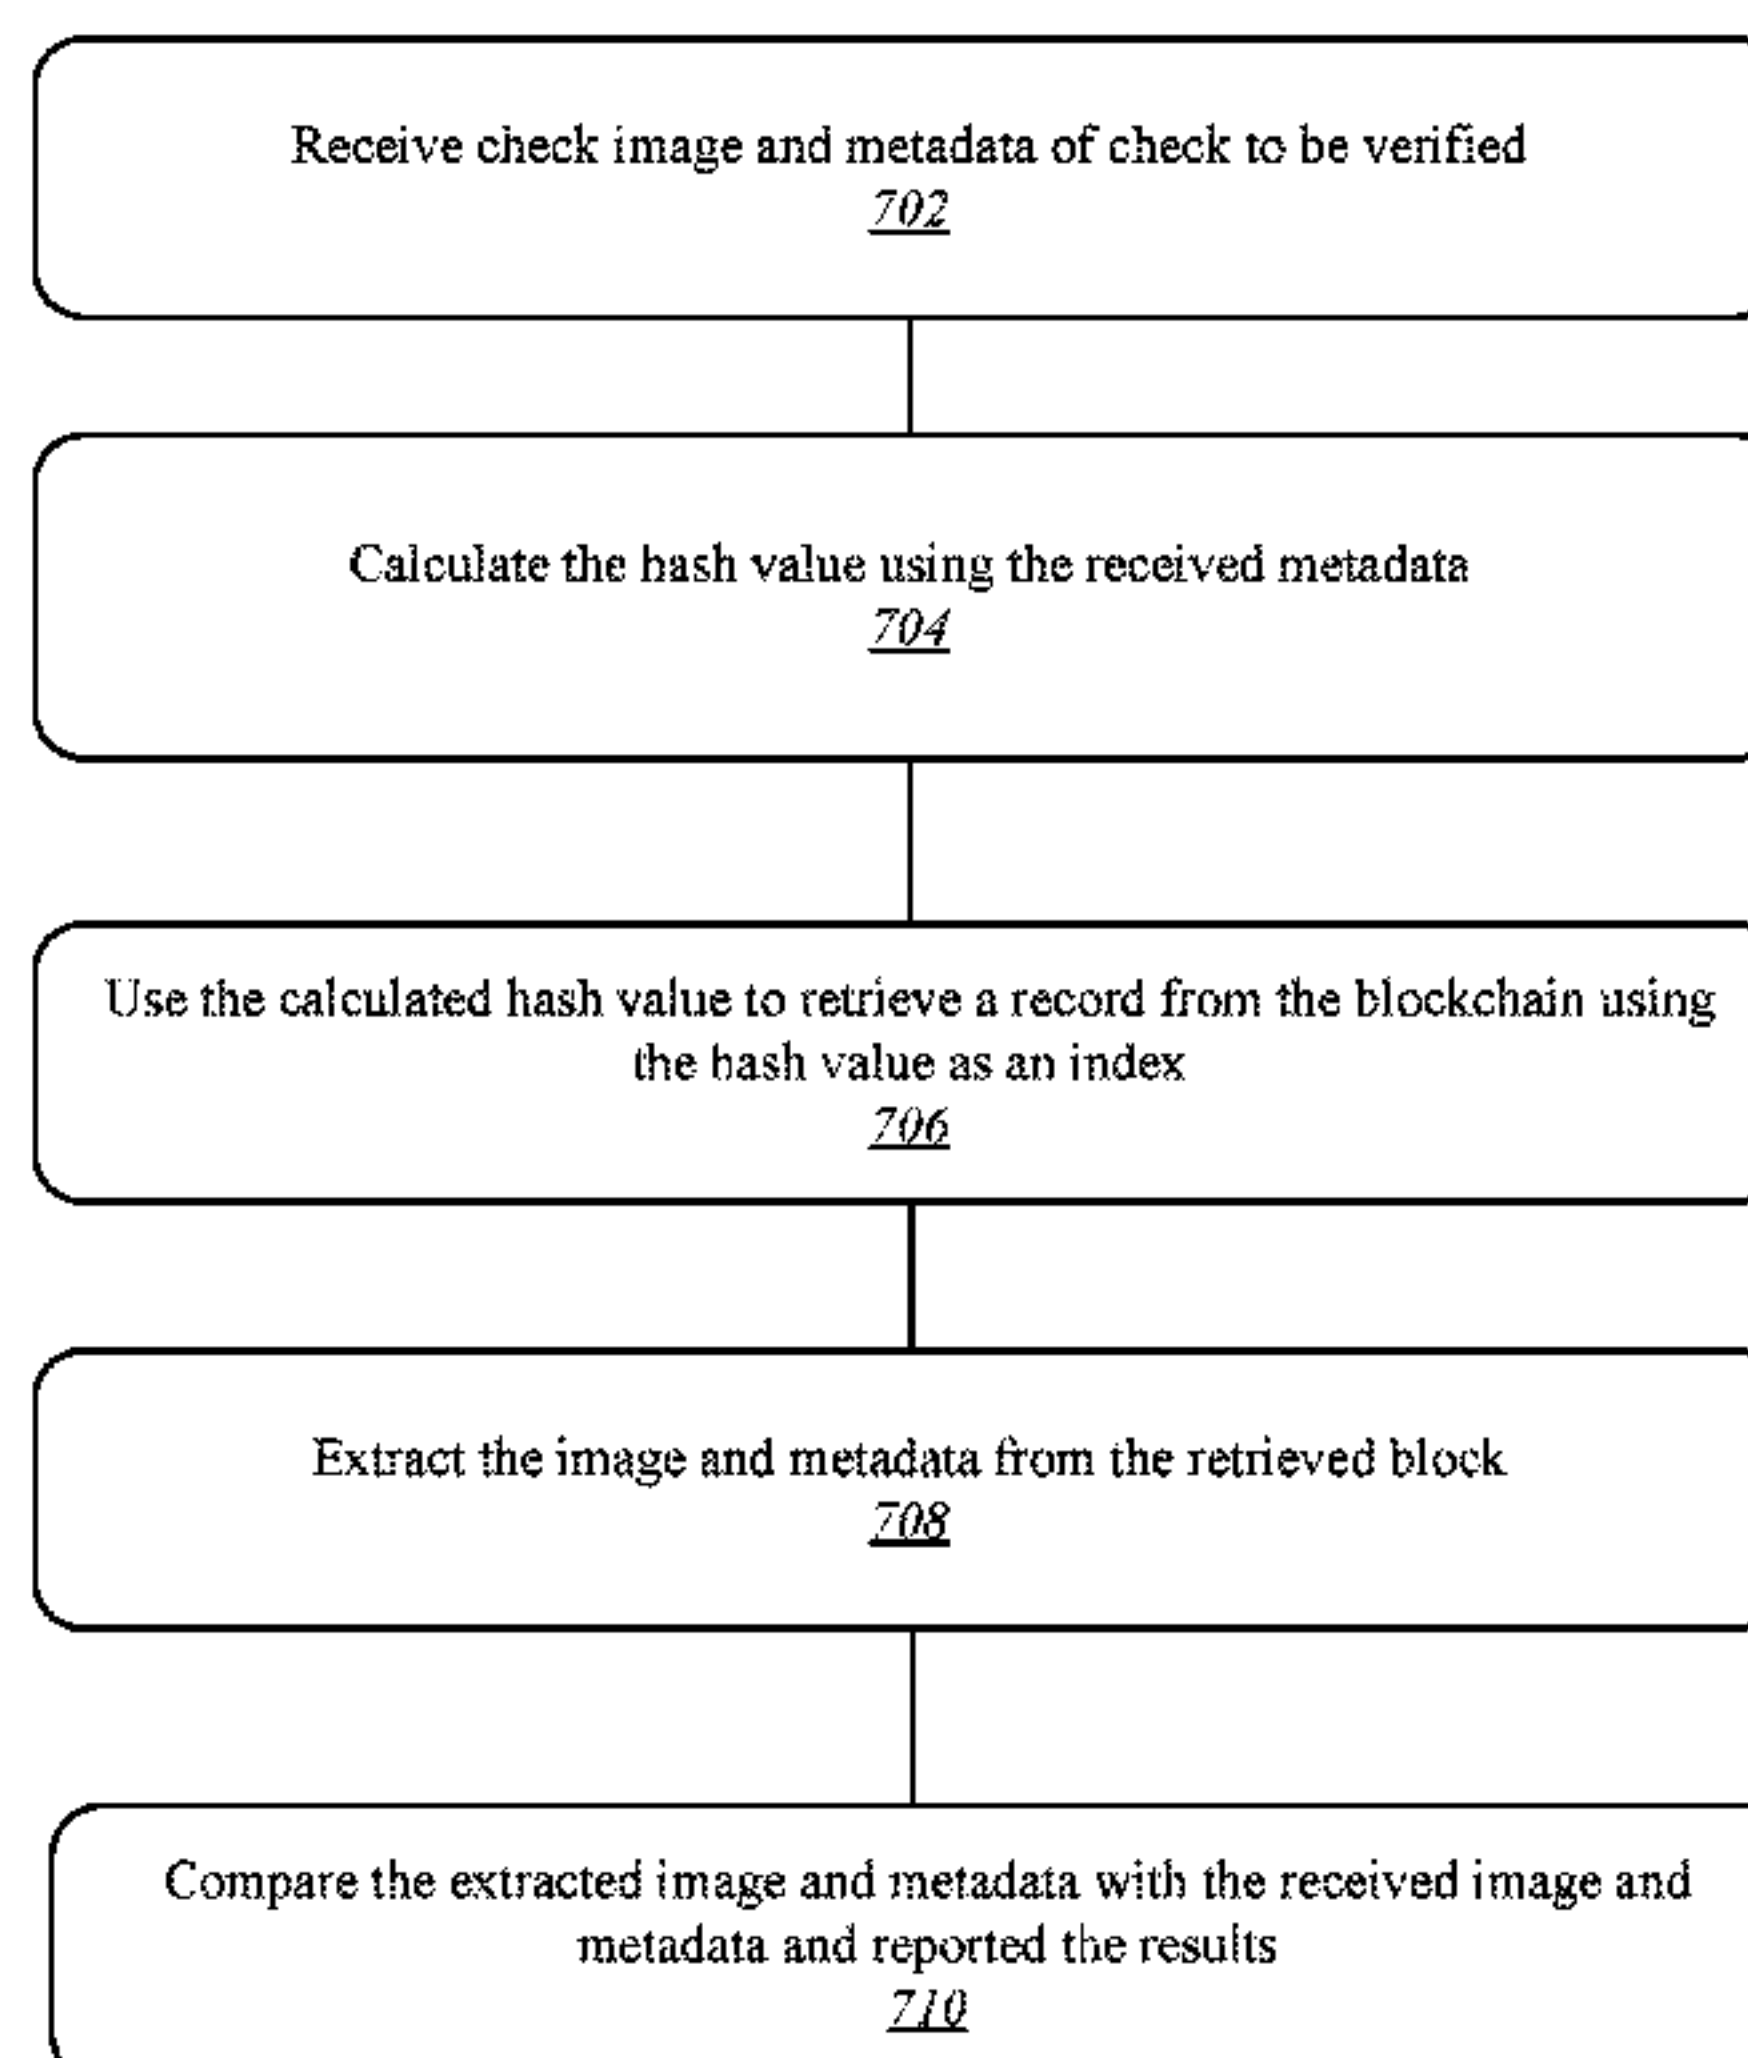 Receive check image and metadata of check to be verified
702
Calculate the hash value using the received metadata
704
Use the calculated hash value to retrieve a record from the blockchain using
the hash value as an index
706
Extract the image and metadata from the retrieved block
708
Compare the extracted image and metadata with the received image and
metadata and reported the results
710